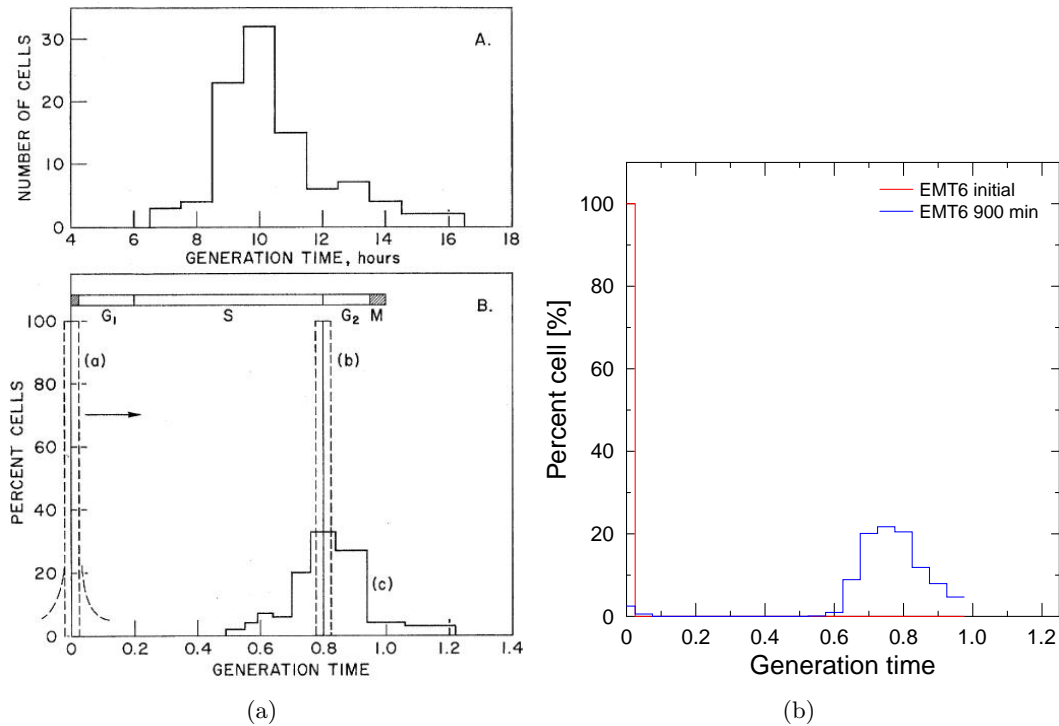 A.
NUMBER OF CELLS
30
20
10
0
4 6 8 10 12 14 16 18
GENERATION TIME, hours
B.
G1 S G2 M
(a) (b)
(c)
PERCENT CELLS
100
80
60
40
20
0
0 0.2 0.4 0.6 0.8 1.0 1.2 1.4
GENERATION TIME
(a)
EMT6 initial
EMT6 900 min
Percent cell [%]
100
80
60
40
20
0
0 0.2 0.4 0.6 0.8 1 1.2
Generation time
(b)